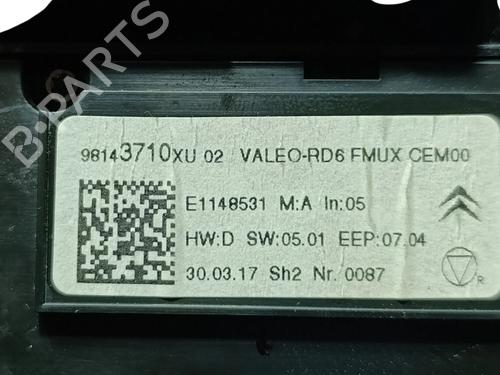 B-PARTS
98143710XU 02 VALEO-RD6 FMUX CEM00
E1148531 M:A In:05
HW:D SW:05.01 EEP:07.04
30.03.17 Sh2 Nr. 0087
R